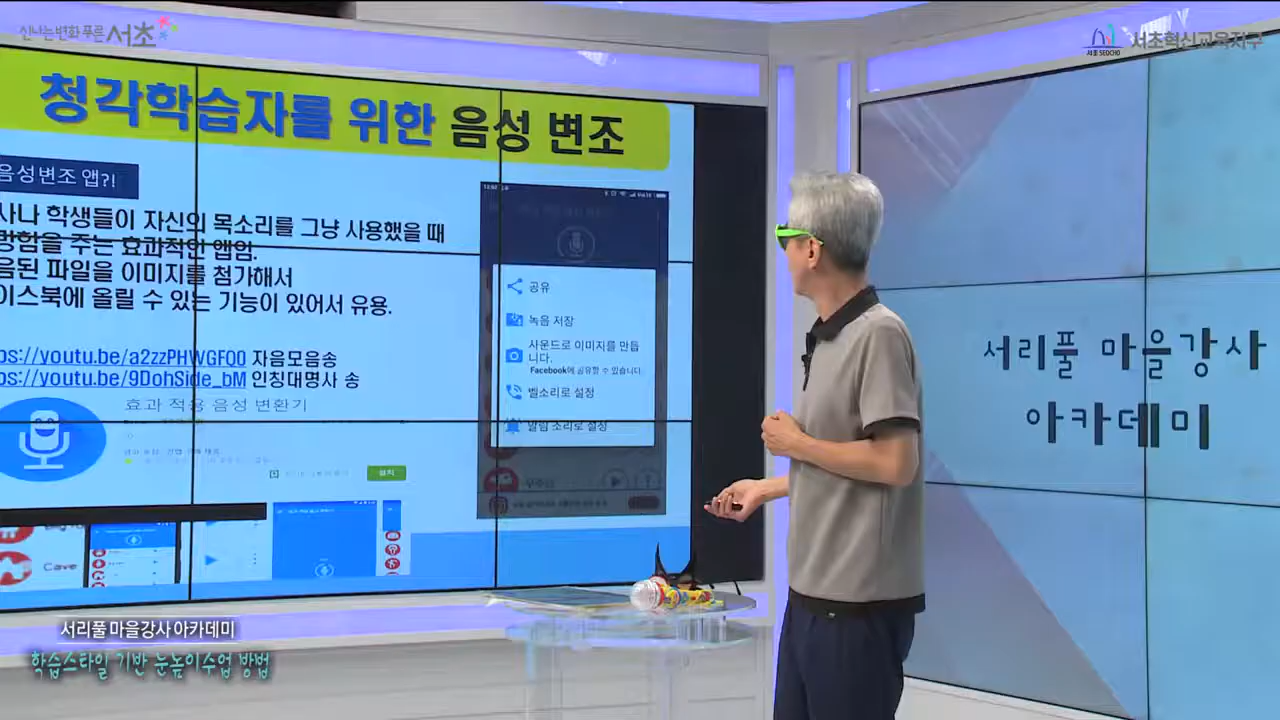 신나는 변화 푸른 서초
서초 SEOCHO
서초혁신교육지구
청각학습자를 위한 음성 변조
음성변조 앱?!
사나 학생들이 자신의 목소리를 그냥 사용했을 때
망함을 주는 효과적인 앱임.
음된 파일을 이미지를 첨가해서
이스북에 올릴 수 있는 기능이 있어서 유용.
ps://youtu.be/a2zzPHWGFQ0 자음모음송
ps://youtu.be/9DohSide_bM 인칭대명사 송
효과 적용 음성 변환기
설치
Cave
공유
녹음 저장
사운드로 이미지를 만듭
니다.
Facebook에 공유할 수 있습니다.
벨소리로 설정
알림 소리로 설정
서리풀 마을강사
아카데미
서리풀 마을강사 아카데미
학습스타일 기반 눈높이수업 방법